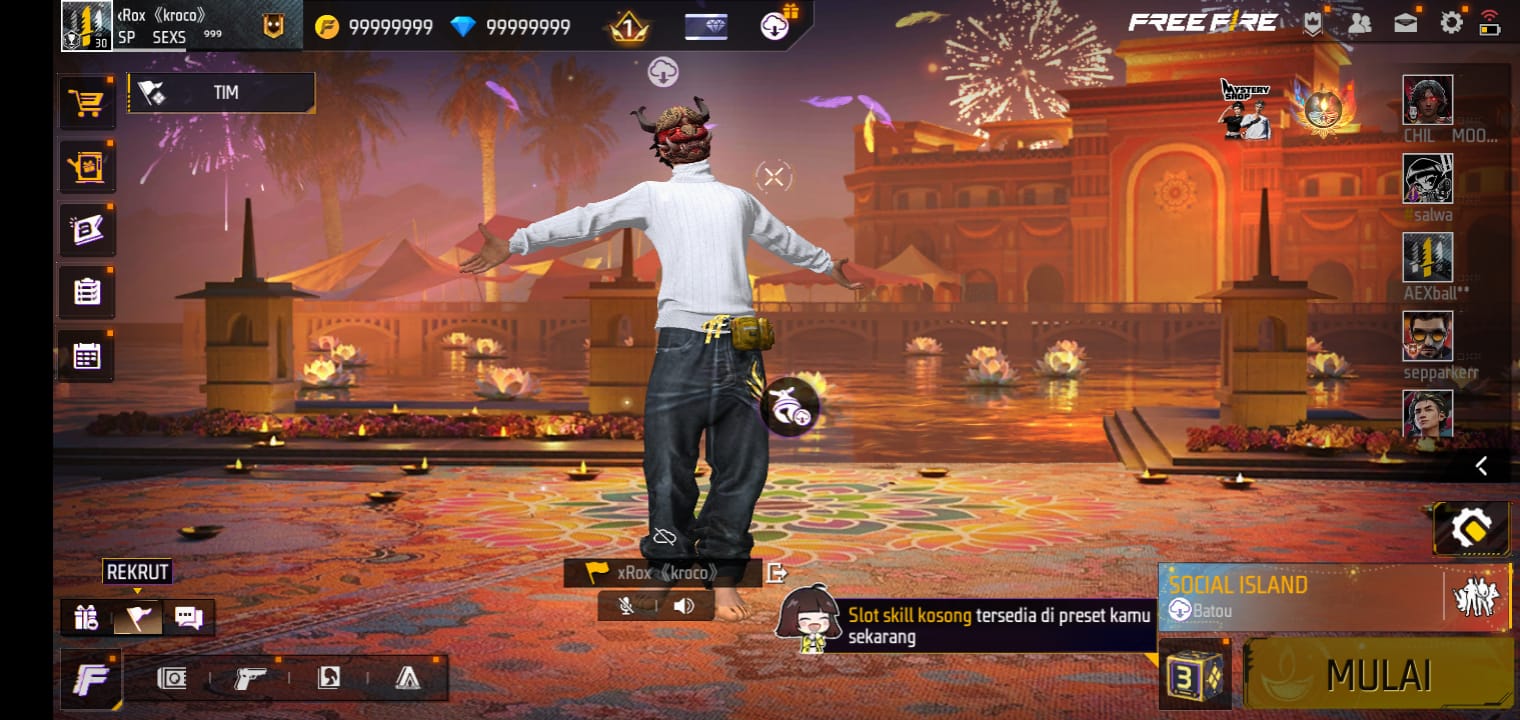 xRox 《kroco》
30
SP SEXS 999
99999999
99999999
1
FREE FIRE
TIM
MYSTERY SHOP
CHIL MOO...
#salwa
AEXball**
sepparkerr
REKRUT
xRox 《kroco》
Slot skill kosong tersedia di preset kamu
sekarang
SOCIAL ISLAND
Batou
3
MULAI